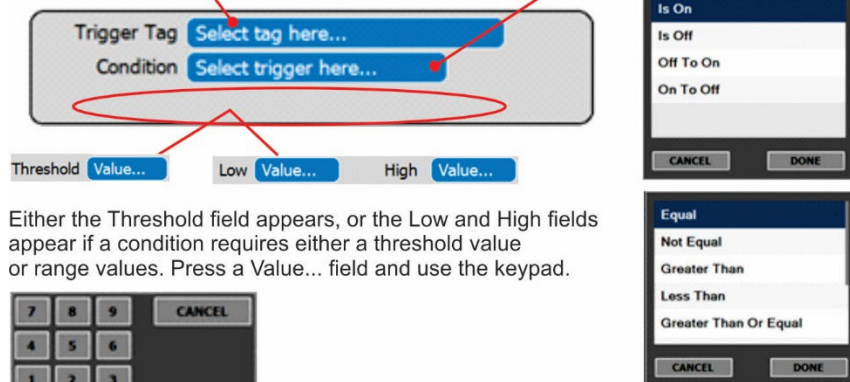 Trigger Tag Select tag here...
Condition Select trigger here...
Threshold Value... Low Value... High Value...
Either the Threshold field appears, or the Low and High fields
appear if a condition requires either a threshold value
or range values. Press a Value... field and use the keypad.
7 8 9 CANCEL
4 5 6
1 2 3
Is On
Is Off
Off To On
On To Off
CANCEL DONE
Equal
Not Equal
Greater Than
Less Than
Greater Than Or Equal
CANCEL DONE